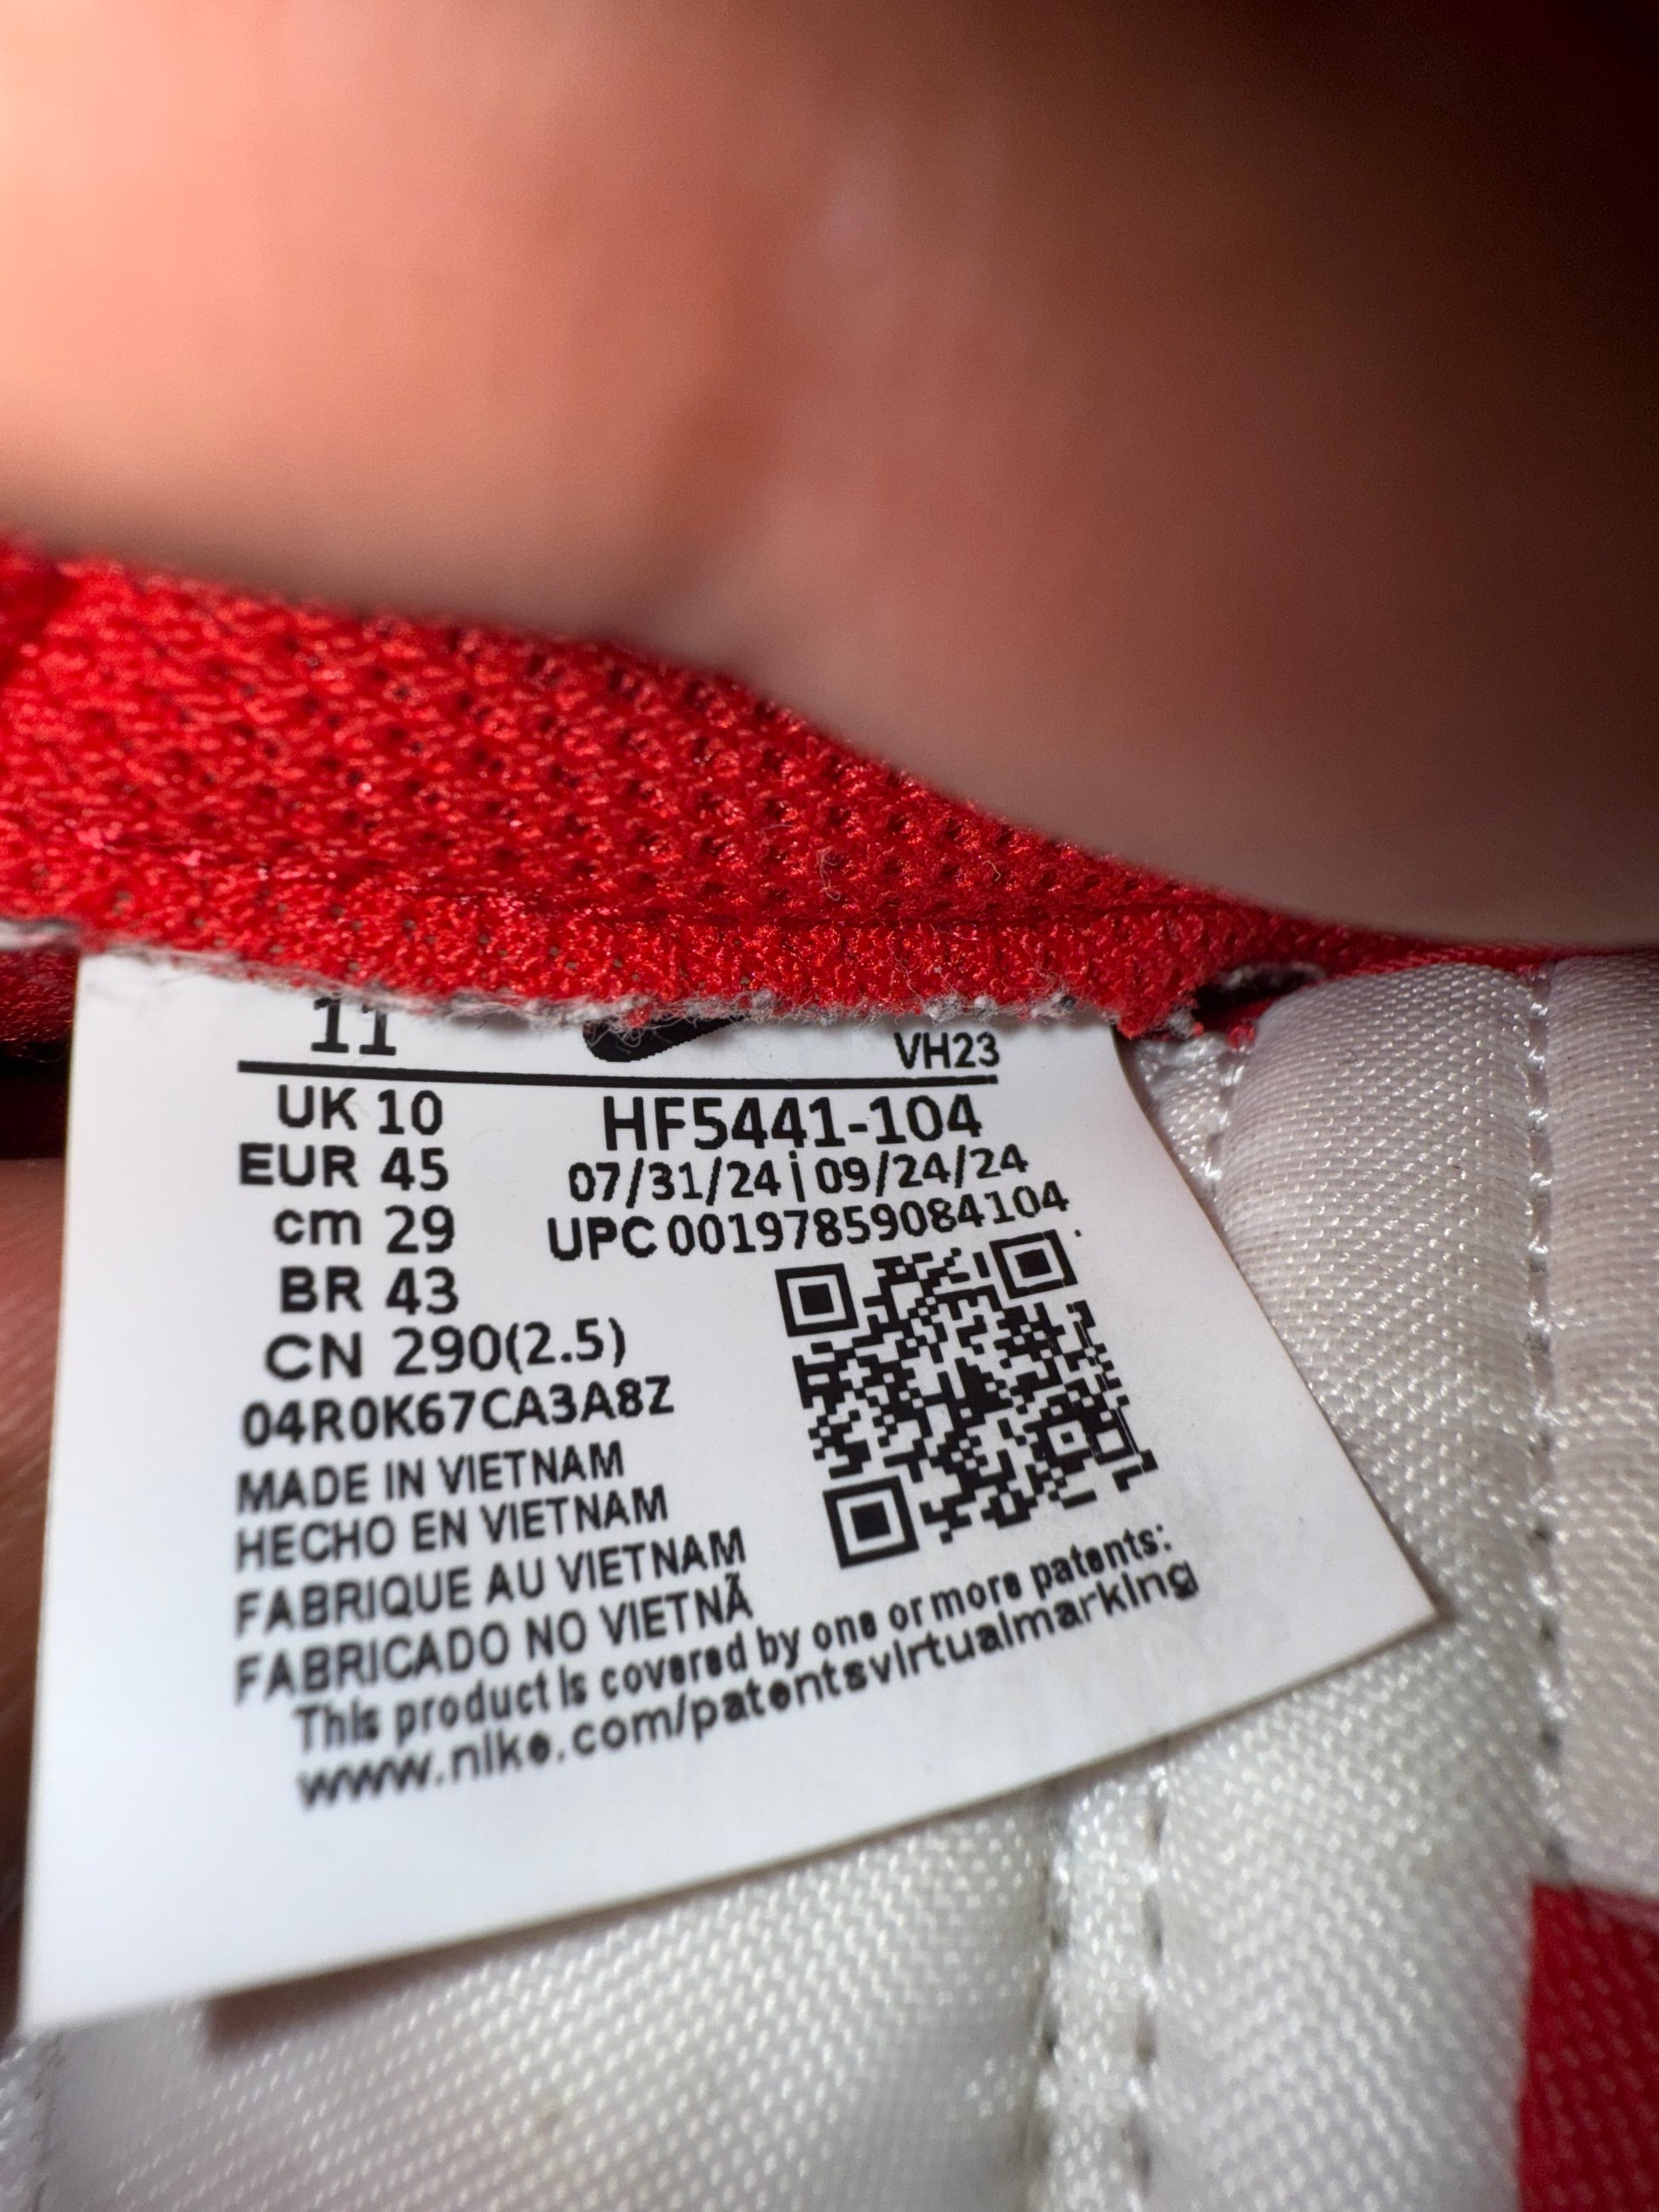 11
VH23
UK 10
HF5441-104
EUR 45
07/31/24 | 09/24/24
cm 29
UPC 00197859084104
BR 43
CN 290(2.5)
04R0K67CA3A8Z
MADE IN VIETNAM
HECHO EN VIETNAM
FABRIQUE AU VIETNAM
FABRICADO NO VIETNÃ
This product is covered by one or more patents:
www.nike.com/patentsvirtualmarking